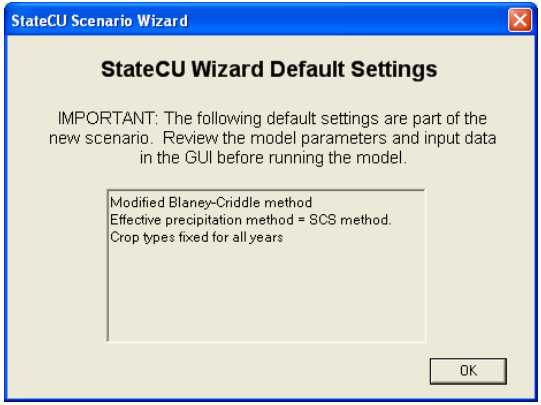 StateCU Scenario Wizard
StateCU Wizard Default Settings
IMPORTANT: The following default settings are part of the
new scenario. Review the model parameters and input data
in the GUI before running the model.
Modified Blaney-Criddle method
Effective precipitation method = SCS method.
Crop types fixed for all years
OK